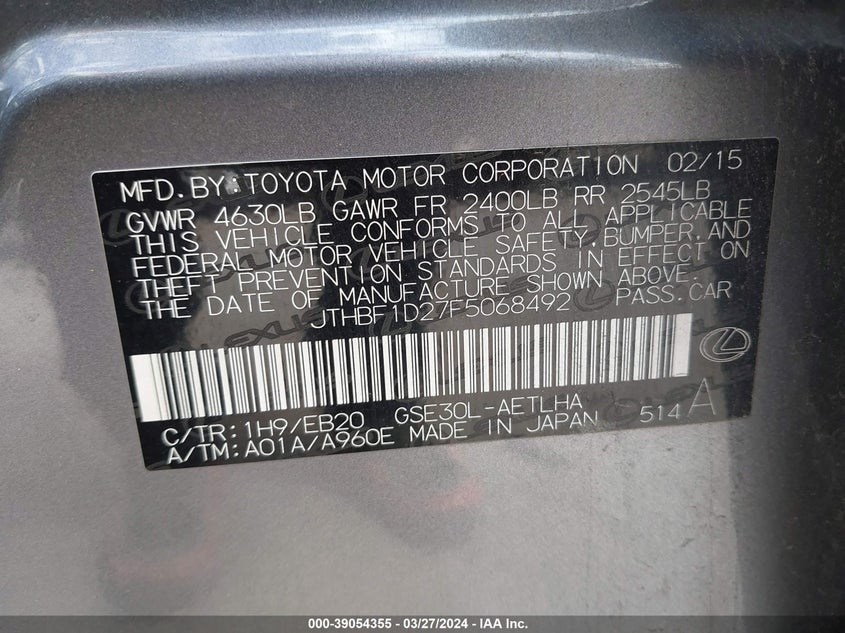 MFD.BY:TOYOTA MOTOR CORPORATION 02/15
GVWR 4630LB GAWR FR 2400LB RR 2545LB
THIS VEHICLE CONFORMS TO ALL APPLICABLE
FEDERAL MOTOR VEHICLE SAFETY,BUMPER,AND
THEFT PREVENTION STANDARDS IN EFFECT ON
THE DATE OF MANUFACTURE SHOWN ABOVE.
JTHBF1D27F5068492 PASS.CAR
C/TR:1H9/EB20 GSE30L-AETLHA
A/TM:A01A/A960E MADE IN JAPAN 514 A
000-39054355 — 03/27/2024 — IAA Inc.